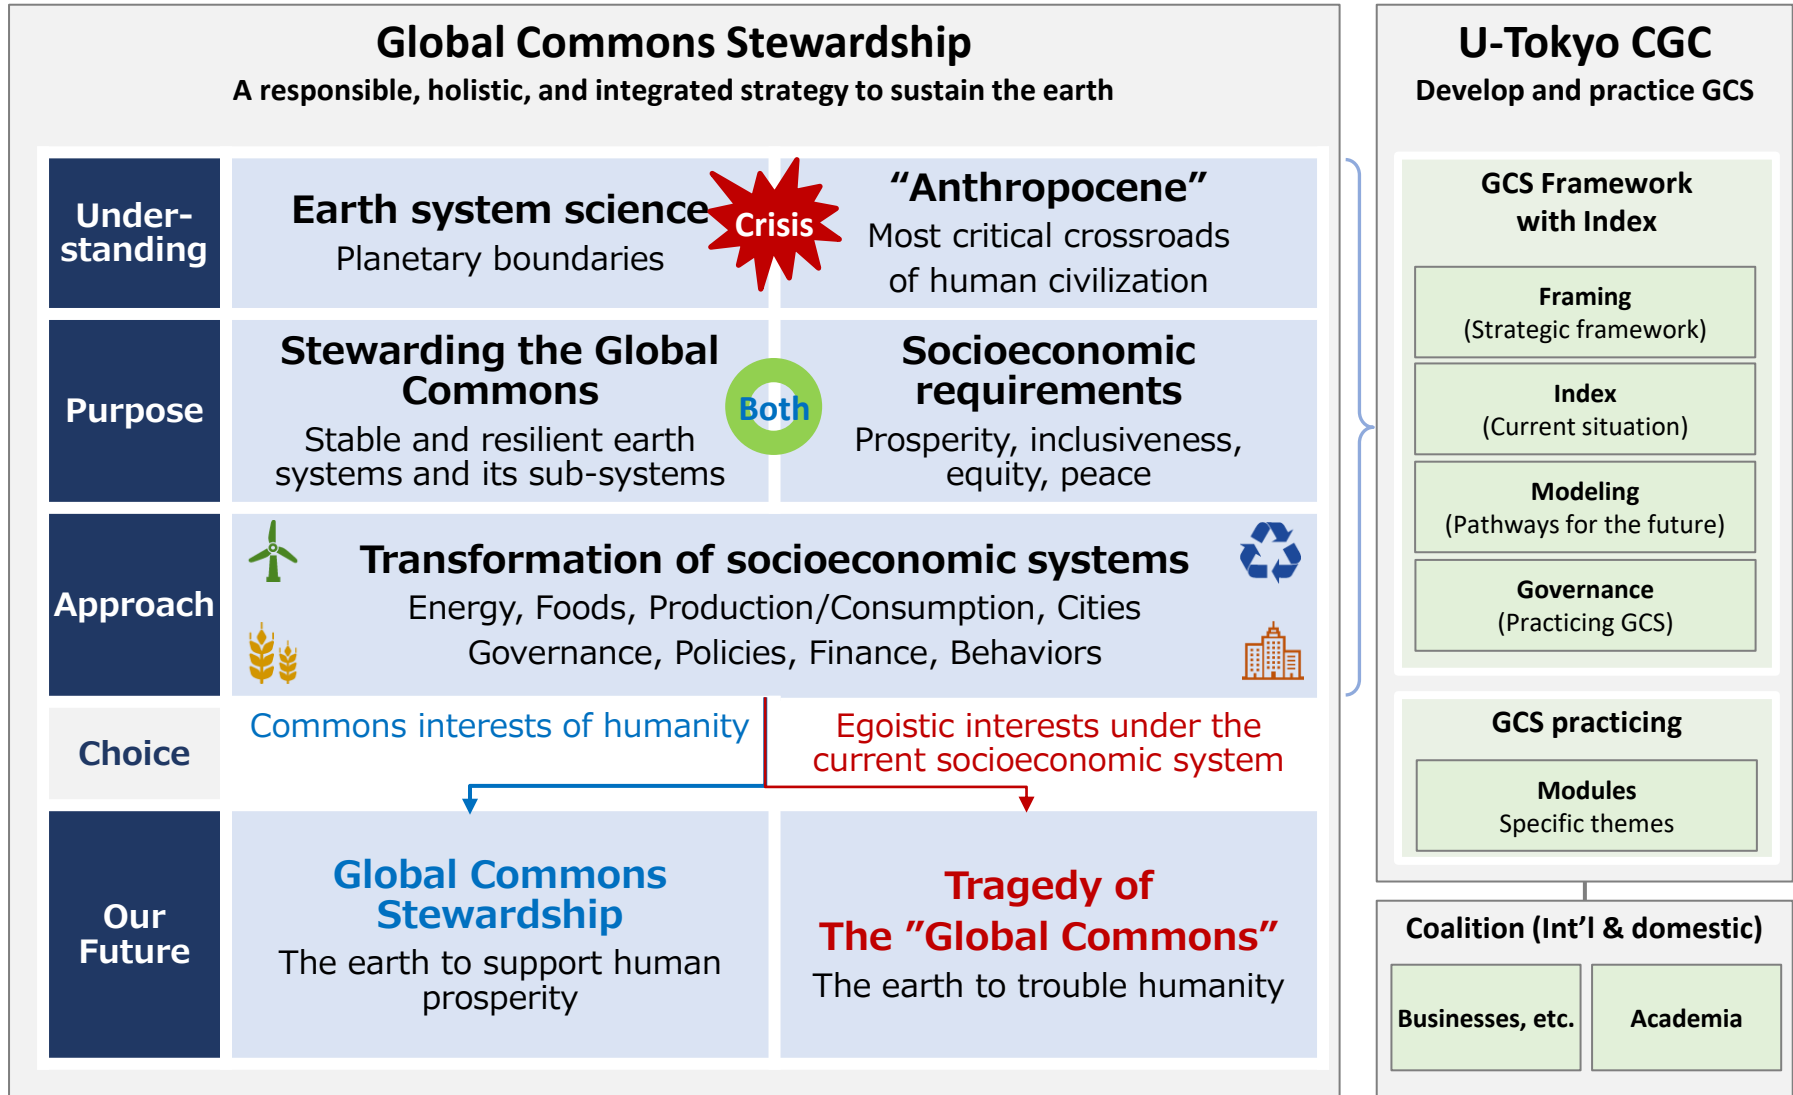 Global Commons Stewardship
A responsible, holistic, and integrated strategy to sustain the earth
Under-
standing
Earth system science
Planetary boundaries
Crisis
“Anthropocene”
Most critical crossroads
of human civilization
Purpose
Stewarding the Global
Commons
Stable and resilient earth
systems and its sub-systems
Both
Socioeconomic
requirements
Prosperity, inclusiveness,
equity, peace
Approach
Transformation of socioeconomic systems
Energy, Foods, Production/Consumption, Cities
Governance, Policies, Finance, Behaviors
Choice
Commons interests of humanity
Egoistic interests under the
current socioeconomic system
Our
Future
Global Commons
Stewardship
The earth to support human
prosperity
Tragedy of
The ”Global Commons”
The earth to trouble humanity
U-Tokyo CGC
Develop and practice GCS
GCS Framework
with Index
Framing
(Strategic framework)
Index
(Current situation)
Modeling
(Pathways for the future)
Governance
(Practicing GCS)
GCS practicing
Modules
Specific themes
Coalition (Int’l & domestic)
Businesses, etc.
Academia